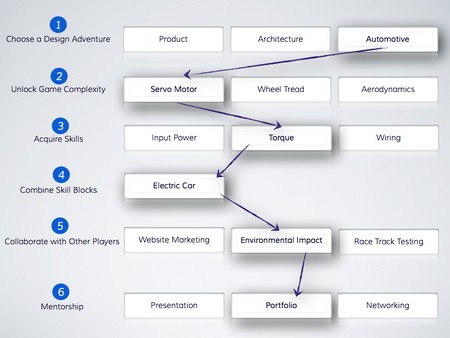 1
Choose a Design Adventure
Product
Architecture
Automotive
2
Unlock Game Complexity
Servo Motor
Wheel Tread
Aerodynamics
3
Acquire Skills
Input Power
Torque
Wiring
4
Combine Skill Blocks
Electric Car
5
Collaborate with Other Players
Website Marketing
Environmental Impact
Race Track Testing
6
Mentorship
Presentation
Portfolio
Networking